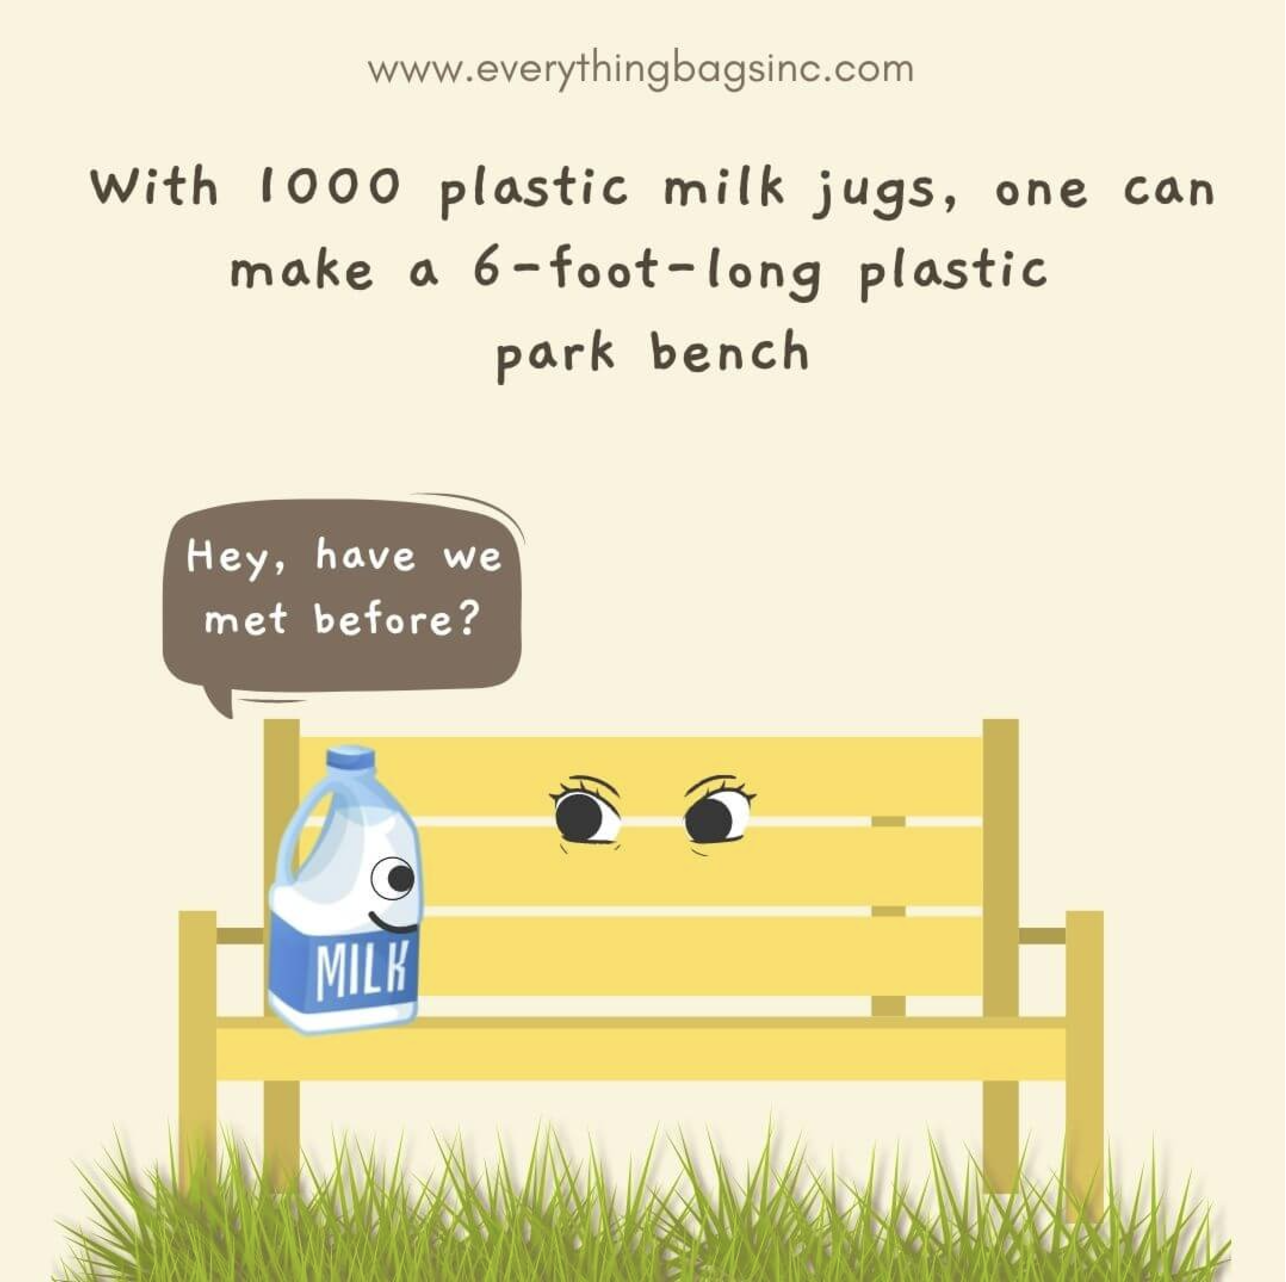 www.everythingbagsinc.com
With 1000 plastic milk jugs, one can
make a 6-foot-long plastic
park bench
Hey, have we
met before?
MILK